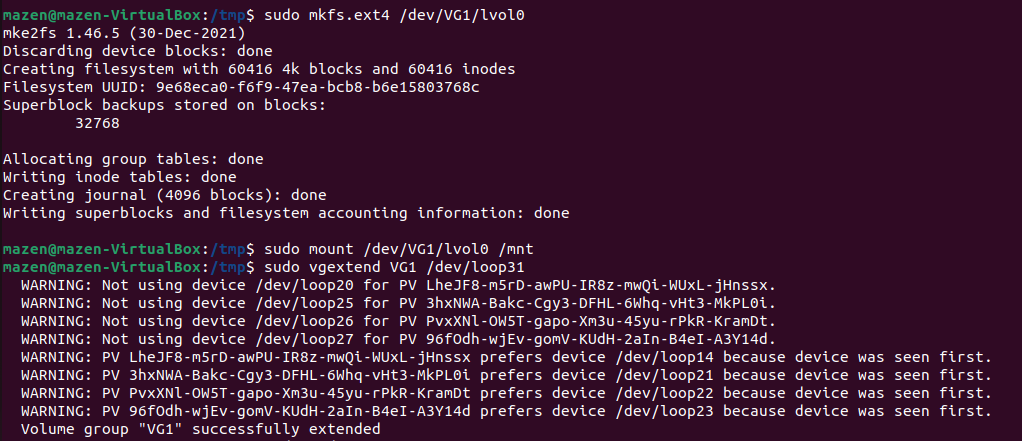 mazen@mazen-VirtualBox:/tmp$ sudo mkfs.ext4 /dev/VG1/lvol0
mke2fs 1.46.5 (30-Dec-2021)
Discarding device blocks: done
Creating filesystem with 60416 4k blocks and 60416 inodes
Filesystem UUID: 9e68eca0-f6f9-47ea-bcb8-b6e15803768c
Superblock backups stored on blocks:
        32768

Allocating group tables: done
Writing inode tables: done
Creating journal (4096 blocks): done
Writing superblocks and filesystem accounting information: done

mazen@mazen-VirtualBox:/tmp$ sudo mount /dev/VG1/lvol0 /mnt
mazen@mazen-VirtualBox:/tmp$ sudo vgextend VG1 /dev/loop31
  WARNING: Not using device /dev/loop20 for PV LheJF8-m5rD-awPU-IR8z-mwQi-WUxL-jHnssx.
  WARNING: Not using device /dev/loop25 for PV 3hxNWA-Bakc-Cgy3-DFHL-6Whq-vHt3-MkPL0i.
  WARNING: Not using device /dev/loop26 for PV PvxXNl-OW5T-gapo-Xm3u-45yu-rPkR-KramDt.
  WARNING: Not using device /dev/loop27 for PV 96fOdh-wjEv-gomV-KUdH-2aIn-B4eI-A3Y14d.
  WARNING: PV LheJF8-m5rD-awPU-IR8z-mwQi-WUxL-jHnssx prefers device /dev/loop14 because device was seen first.
  WARNING: PV 3hxNWA-Bakc-Cgy3-DFHL-6Whq-vHt3-MkPL0i prefers device /dev/loop21 because device was seen first.
  WARNING: PV PvxXNl-OW5T-gapo-Xm3u-45yu-rPkR-KramDt prefers device /dev/loop22 because device was seen first.
  WARNING: PV 96fOdh-wjEv-gomV-KUdH-2aIn-B4eI-A3Y14d prefers device /dev/loop23 because device was seen first.
  Volume group "VG1" successfully extended